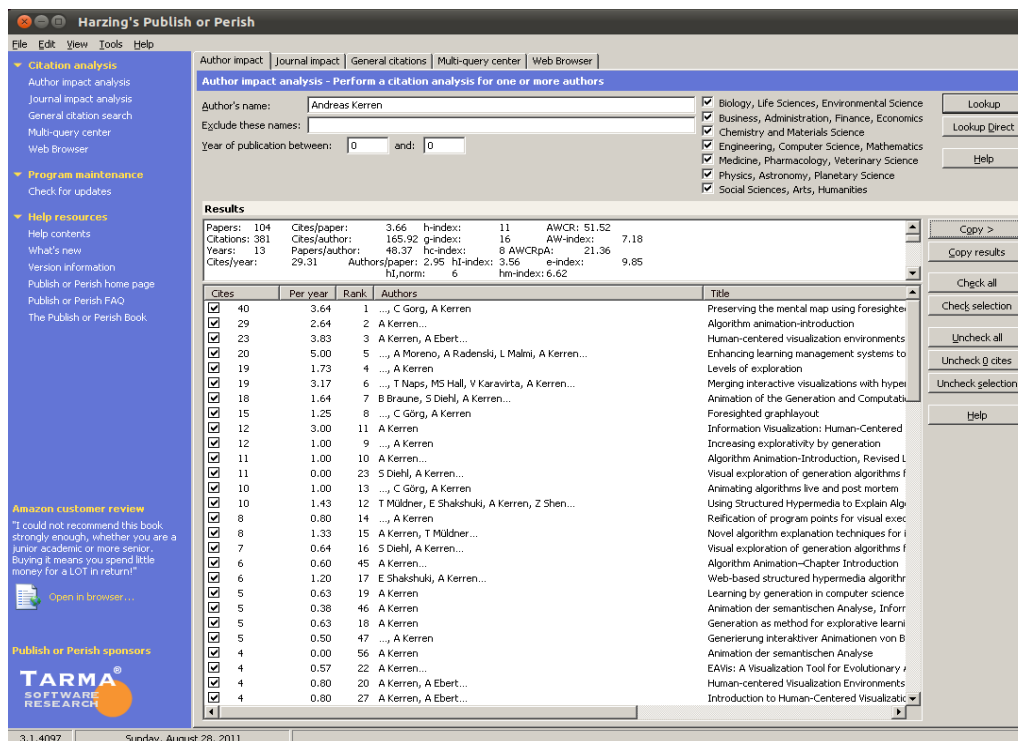 Harzing's Publish or Perish
File Edit View Tools Help
Citation analysis
Author impact analysis
Journal impact analysis
General citation search
Multi-query center
Web Browser
Program maintenance
Check for updates
Help resources
Help contents
What's new
Version information
Publish or Perish home page
Publish or Perish FAQ
The Publish or Perish Book
Amazon customer review
"I could not recommend this book
strongly enough, whether you are a
junior academic or more senior.
Buying it means you spend little
money for a LOT in return!"
Open in browser...
Publish or Perish sponsors
TARMA®
SOFTWARE
RESEARCH
Author impact Journal impact General citations Multi-query center Web Browser
Author impact analysis - Perform a citation analysis for one or more authors
Author's name: Andreas Kerren
Exclude these names:
Year of publication between: 0 and: 0
Biology, Life Sciences, Environmental Science
Business, Administration, Finance, Economics
Chemistry and Materials Science
Engineering, Computer Science, Mathematics
Medicine, Pharmacology, Veterinary Science
Physics, Astronomy, Planetary Science
Social Sciences, Arts, Humanities
Lookup
Lookup Direct
Help
Results
Papers: 104 Cites/paper: 3.66 h-index: 11 AWCR: 51.52
Citations: 381 Cites/author: 165.92 g-index: 16 AW-index: 7.18
Years: 13 Papers/author: 48.37 hc-index: 8 AWCRpA: 21.36
Cites/year: 29.31 Authors/paper: 2.95 hI-index: 3.56 e-index: 9.85
hI,norm: 6 hm-index: 6.62
Copy >
Copy results
Check all
Check selection
Uncheck all
Uncheck 0 cites
Uncheck selection
Help
Cites Per year Rank Authors Title
40 3.64 1 ..., C Gorg, A Kerren Preserving the mental map using foresighte
29 2.64 2 A Kerren... Algorithm animation-introduction
23 3.83 3 A Kerren, A Ebert... Human-centered visualization environments
20 5.00 5 ..., A Moreno, A Radenski, L Malmi, A Kerren... Enhancing learning management systems to
19 1.73 4 ..., A Kerren Levels of exploration
19 3.17 6 ..., T Naps, MS Hall, V Karavirta, A Kerren... Merging interactive visualizations with hyper
18 1.64 7 B Braune, S Diehl, A Kerren... Animation of the Generation and Computati
15 1.25 8 ..., C Görg, A Kerren Foresighted graphlayout
12 3.00 11 A Kerren Information Visualization: Human-Centered
12 1.00 9 ..., A Kerren Increasing explorativity by generation
11 1.00 10 A Kerren... Algorithm Animation-Introduction, Revised L
11 0.00 23 S Diehl, A Kerren... Visual exploration of generation algorithms f
10 1.00 13 ..., C Görg, A Kerren Animating algorithms live and post mortem
10 1.43 12 T Müldner, E Shakshuki, A Kerren, Z Shen... Using Structured Hypermedia to Explain Algo
8 0.80 14 ..., A Kerren Reification of program points for visual exec
8 1.33 15 A Kerren, T Müldner... Novel algorithm explanation techniques for i
7 0.64 16 S Diehl, A Kerren... Visual exploration of generation algorithms f
6 0.60 45 A Kerren... Algorithm Animation–Chapter Introduction
6 1.20 17 E Shakshuki, A Kerren... Web-based structured hypermedia algorithm
5 0.63 19 A Kerren Learning by generation in computer science
5 0.38 46 A Kerren Animation der semantischen Analyse, Inforr
5 0.63 18 A Kerren Generation as method for explorative learni
5 0.50 47 ..., A Kerren Generierung interaktiver Animationen von B
4 0.00 56 A Kerren Animation der semantischen Analyse
4 0.57 22 A Kerren... EAVis: A Visualization Tool for Evolutionary
4 0.80 20 A Kerren, A Ebert... Human-centered Visualization Environments
4 0.80 27 A Kerren, A Ebert... Introduction to Human-Centered Visualizatic
3.1.4097 Sunday, August 28, 2011